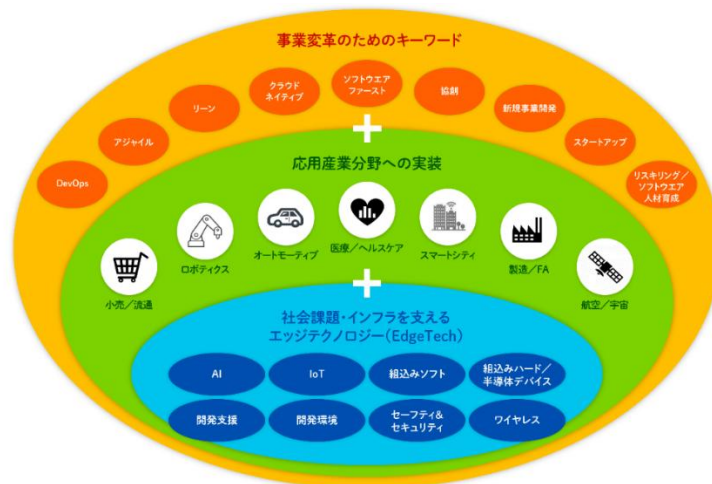 事業変革のためのキーワード
DevOps
アジャイル
リーン
クラウド
ネイティブ
ソフトウエア
ファースト
協創
新規事業開発
スタートアップ
リスキリング／
ソフトウエア
人材育成
応用産業分野への実装
小売／流通
ロボティクス
オートモーティブ
医療／ヘルスケア
スマートシティ
製造／FA
航空／宇宙
社会課題・インフラを支える
エッジテクノロジー（EdgeTech）
AI
IoT
組込みソフト
組込みハード／
半導体デバイス
開発支援
開発環境
セーフティ&
セキュリティ
ワイヤレス